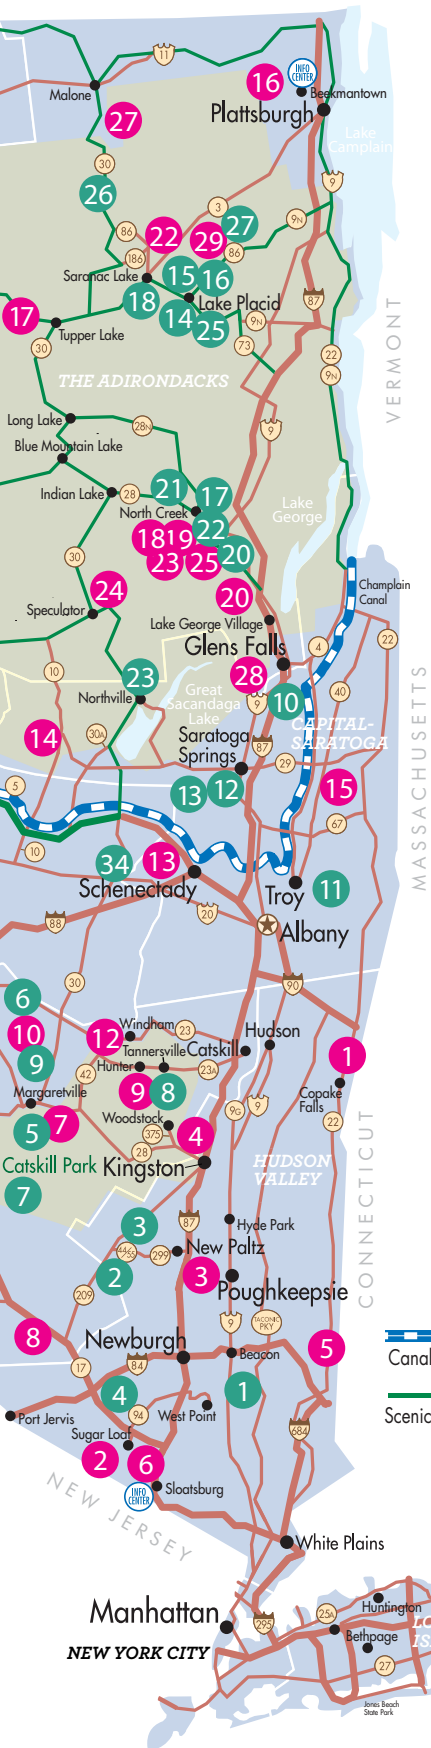 11
INFO
CENTER
16
Malone
Beekmantown
27
Plattsburgh
Lake
Camplain
30
9
26
3
27
9N
86
22
29
86
186
15
16
Saranac Lake
18
Lake Placid
87
17
14
25
9N
Tupper Lake
30
73
22
9N
VERMONT
THE ADIRONDACKS
Long Lake
28N
9
Blue Mountain Lake
21
17
Indian Lake
28
Lake
George
North Creek
22
18
19
20
23
25
30
24
Champlain
Canal
20
Speculator
Lake George Village
22
Glens Falls
4
10
28
23
40
Northville
Great
Sacandaga
Lake
9
10
30A
CAPITAL-
SARATOGA
14
Saratoga
Springs
87
29
MASSACHUSETTS
5
13
12
15
67
10
34
13
Schenectady
Troy
11
20
88
Albany
30
90
6
10
12
Windham
23
Hudson
9
Tannersville
Catskill
1
42
Hunter
23A
Margaretville
9
8
Copake
Falls
7
5
Woodstock
9G
9
22
375
4
28
Catskill Park
Kingston
HUDSON
VALLEY
7
CONNECTICUT
3
87
Hyde Park
44/55
299
New Paltz
2
3
Poughkeepsie
209
9
TACONIC
PKY
8
Newburgh
5
17
84
Beacon
4
1
Canal
94
West Point
Scenic
Port Jervis
Sugar Loaf
684
2
6
Sloatsburg
INFO
CENTER
NEW JERSEY
White Plains
Manhattan
Huntington
25A
295
LO
IS
Bethpage
NEW YORK CITY
27
Jones Beach
State Park